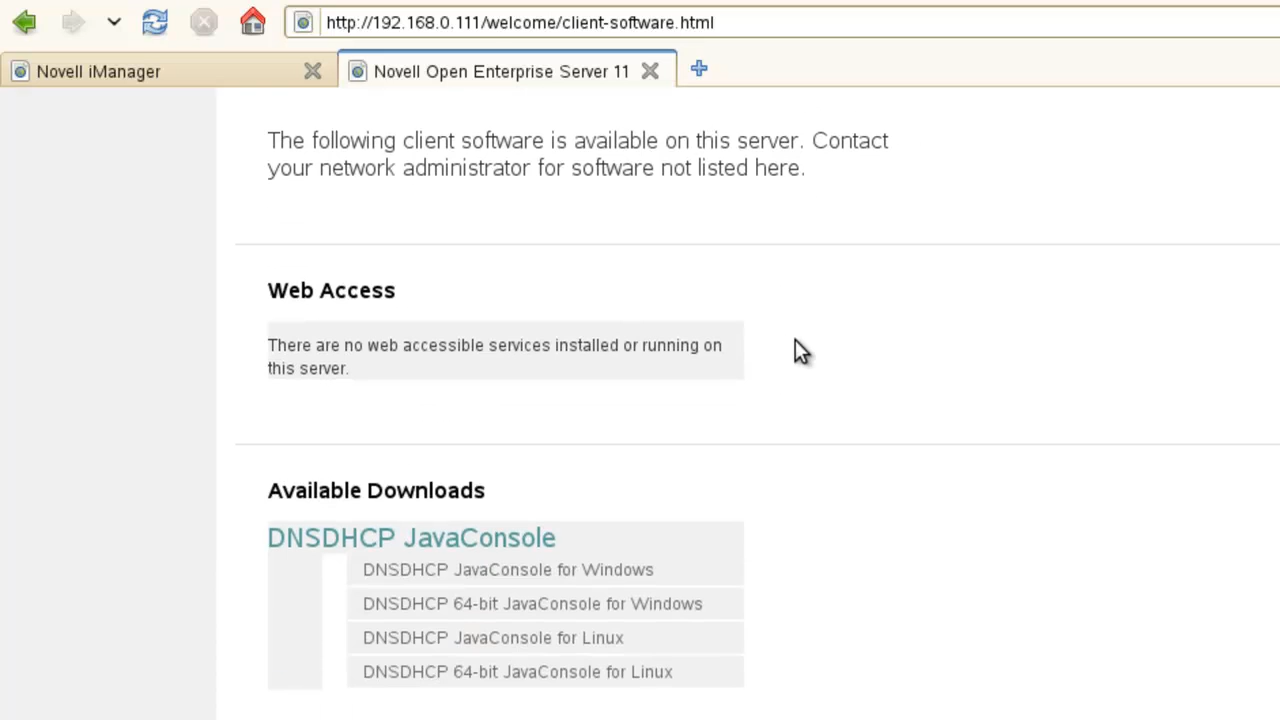 http://192.168.0.111/welcome/client-software.html
Novell iManager
Novell Open Enterprise Server 11
The following client software is available on this server. Contact
your network administrator for software not listed here.
Web Access
There are no web accessible services installed or running on
this server.
Available Downloads
DNSDHCP JavaConsole
DNSDHCP JavaConsole for Windows
DNSDHCP 64-bit JavaConsole for Windows
DNSDHCP JavaConsole for Linux
DNSDHCP 64-bit JavaConsole for Linux